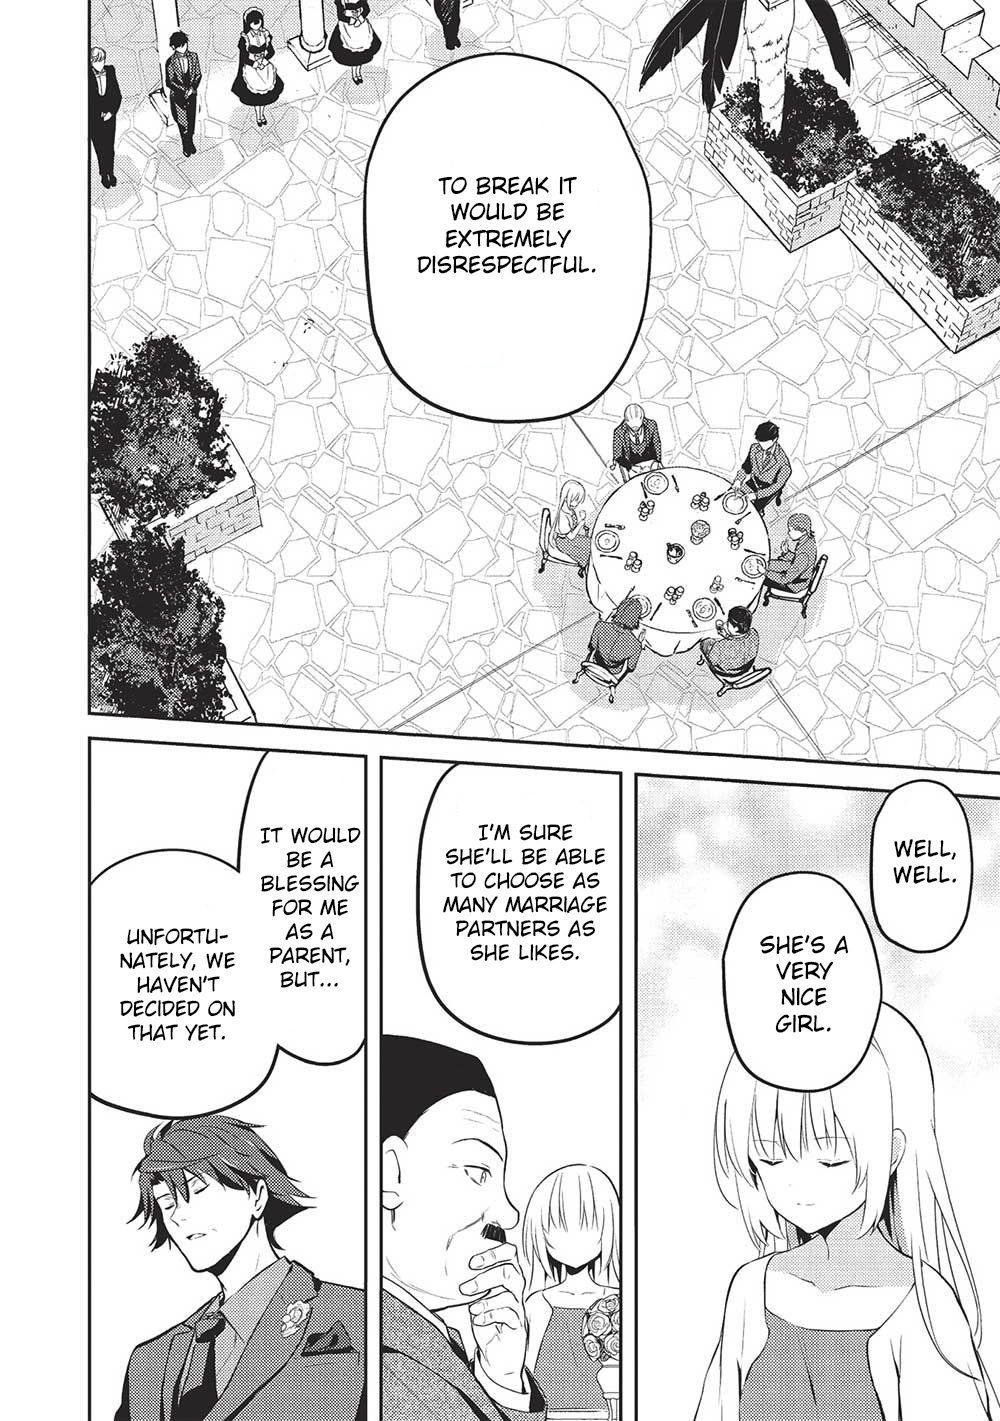 TO BREAK IT
WOULD BE
EXTREMELY
DISRESPECTFUL.
WELL,
WELL.
SHE'S A
VERY
NICE
GIRL.
I'M SURE
SHE'LL BE ABLE
TO CHOOSE AS
MANY MARRIAGE
PARTNERS AS
SHE LIKES.
IT WOULD
BE A
BLESSING
FOR ME
AS A
PARENT,
BUT...
UNFORTU-
NATELY, WE
HAVEN'T
DECIDED ON
THAT YET.